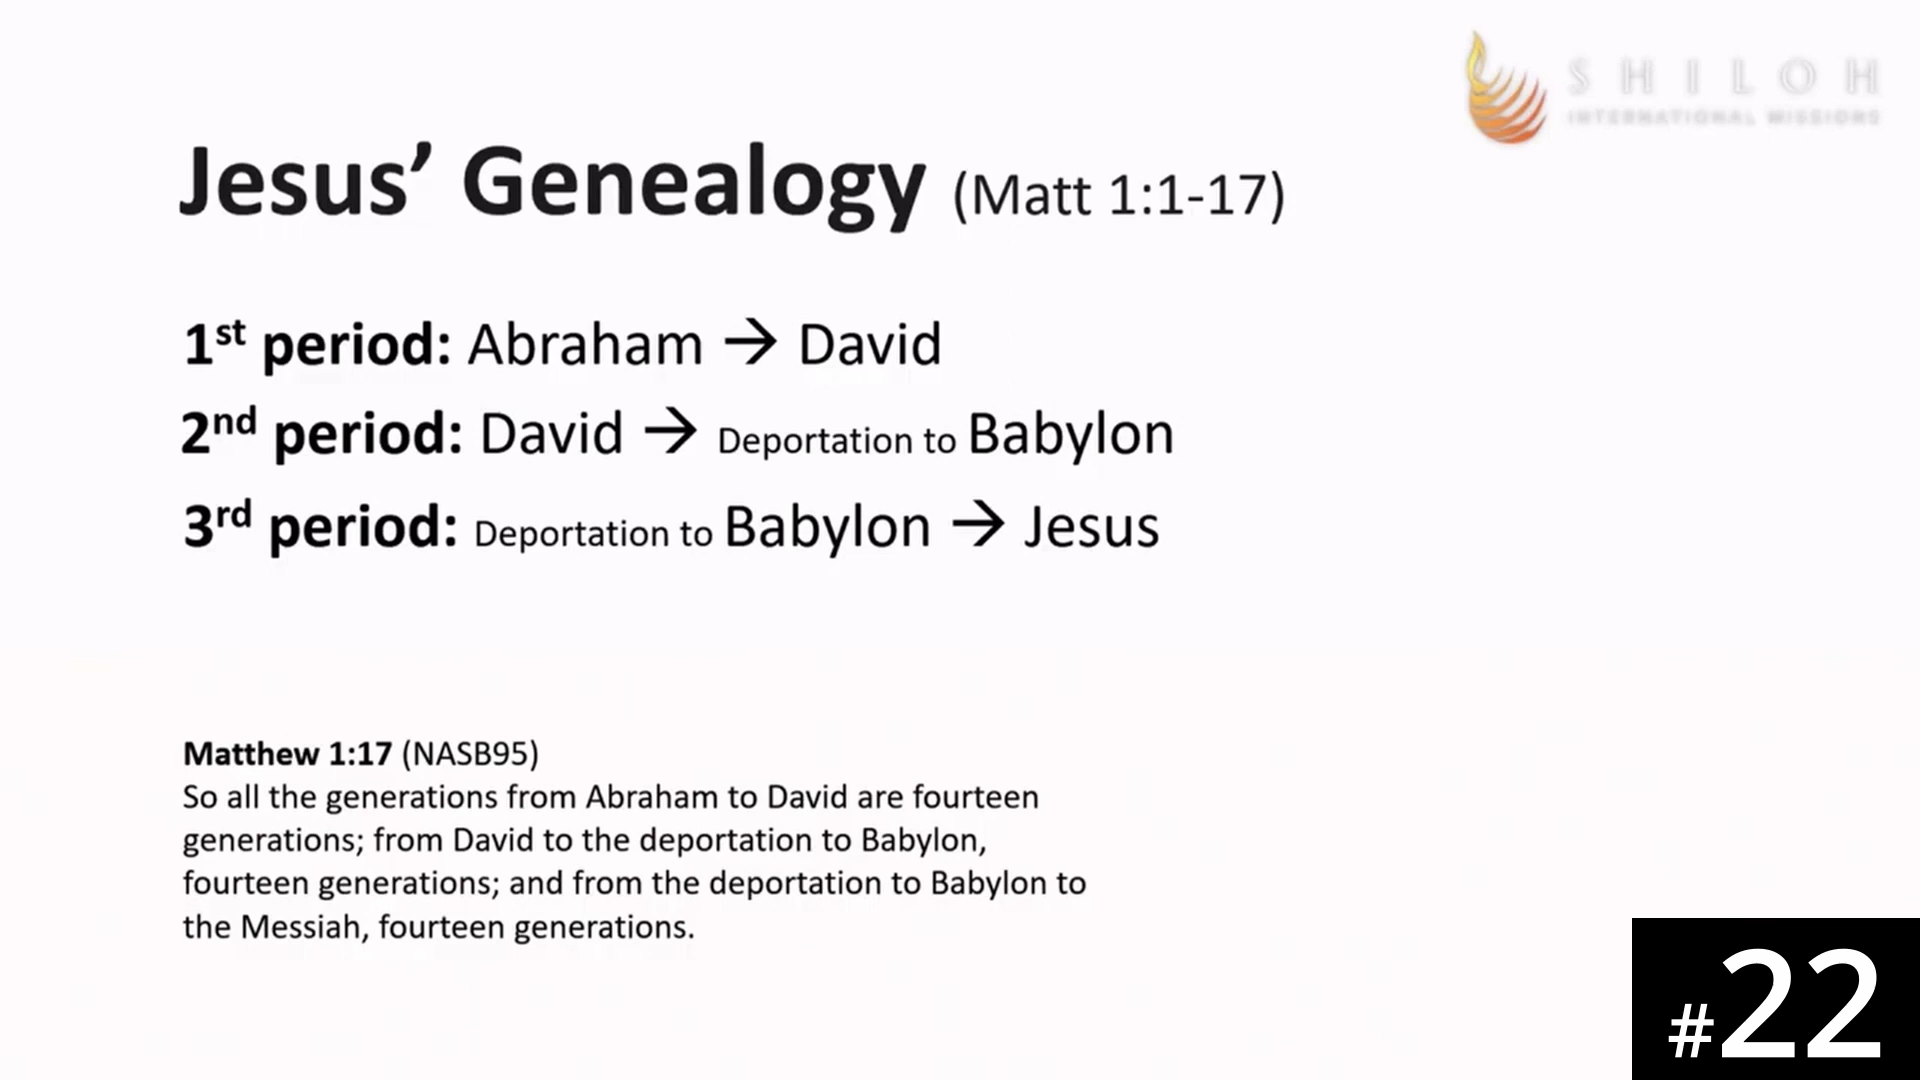 SHILOH
INTERNATIONAL MISSIONS
Jesus’ Genealogy (Matt 1:1-17)
1st period: Abraham → David
2nd period: David → Deportation to Babylon
3rd period: Deportation to Babylon → Jesus
Matthew 1:17 (NASB95)
So all the generations from Abraham to David are fourteen
generations; from David to the deportation to Babylon,
fourteen generations; and from the deportation to Babylon to
the Messiah, fourteen generations.
#22